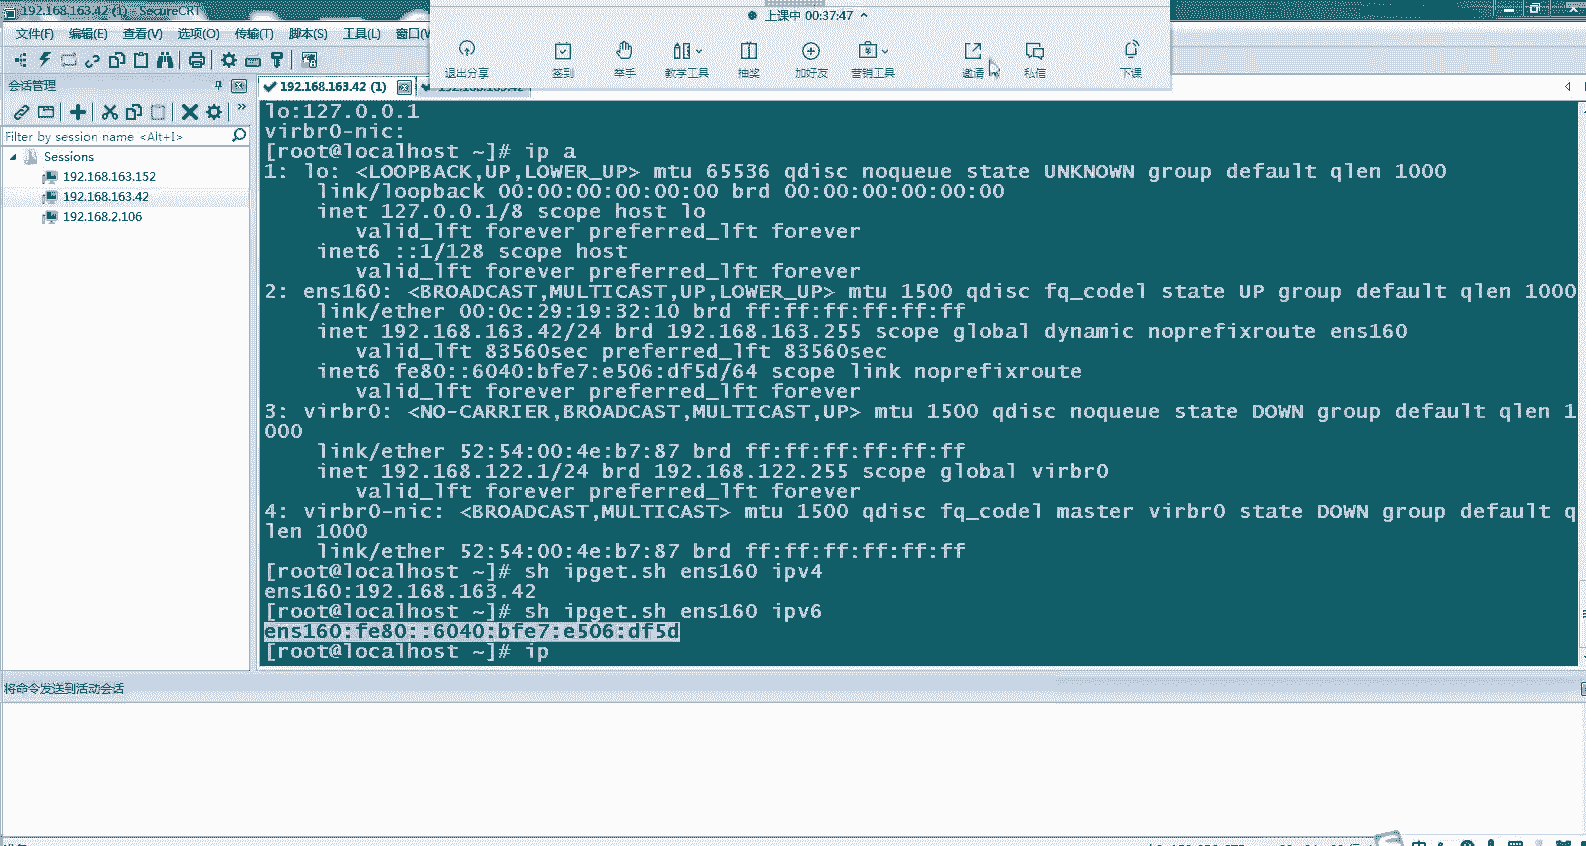 192.168.163.42 (1) - SecureCRT
上课中 00:37:47
文件(F) 编辑(E) 查看(V) 选项(O) 传输(T) 脚本(S) 工具(L) 窗口(
退出分享 签到 举手 教学工具 抽奖 加好友 营销工具 邀请 私信 下课
会话管理
192.168.163.42 (1)
192.168.163.42
Filter by session name <Alt+I>
Sessions
192.168.163.152
192.168.163.42
192.168.2.106
lo:127.0.0.1
virbr0-nic:
[root@localhost ~]# ip a
1: lo: <LOOPBACK,UP,LOWER_UP> mtu 65536 qdisc noqueue state UNKNOWN group default qlen 1000
link/loopback 00:00:00:00:00:00 brd 00:00:00:00:00:00
inet 127.0.0.1/8 scope host lo
valid_lft forever preferred_lft forever
inet6 ::1/128 scope host
valid_lft forever preferred_lft forever
2: ens160: <BROADCAST,MULTICAST,UP,LOWER_UP> mtu 1500 qdisc fq_codel state UP group default qlen 1000
link/ether 00:0c:29:19:32:10 brd ff:ff:ff:ff:ff:ff
inet 192.168.163.42/24 brd 192.168.163.255 scope global dynamic noprefixroute ens160
valid_lft 83560sec preferred_lft 83560sec
inet6 fe80::6040:bfe7:e506:df5d/64 scope link noprefixroute
valid_lft forever preferred_lft forever
3: virbr0: <NO-CARRIER,BROADCAST,MULTICAST,UP> mtu 1500 qdisc noqueue state DOWN group default qlen 1
000
link/ether 52:54:00:4e:b7:87 brd ff:ff:ff:ff:ff:ff
inet 192.168.122.1/24 brd 192.168.122.255 scope global virbr0
valid_lft forever preferred_lft forever
4: virbr0-nic: <BROADCAST,MULTICAST> mtu 1500 qdisc fq_codel master virbr0 state DOWN group default q
len 1000
link/ether 52:54:00:4e:b7:87 brd ff:ff:ff:ff:ff:ff
[root@localhost ~]# sh ipget.sh ens160 ipv4
ens160:192.168.163.42
[root@localhost ~]# sh ipget.sh ens160 ipv6
ens160:fe80::6040:bfe7:e506:df5d
[root@localhost ~]# ip
将命令发送到活动会话